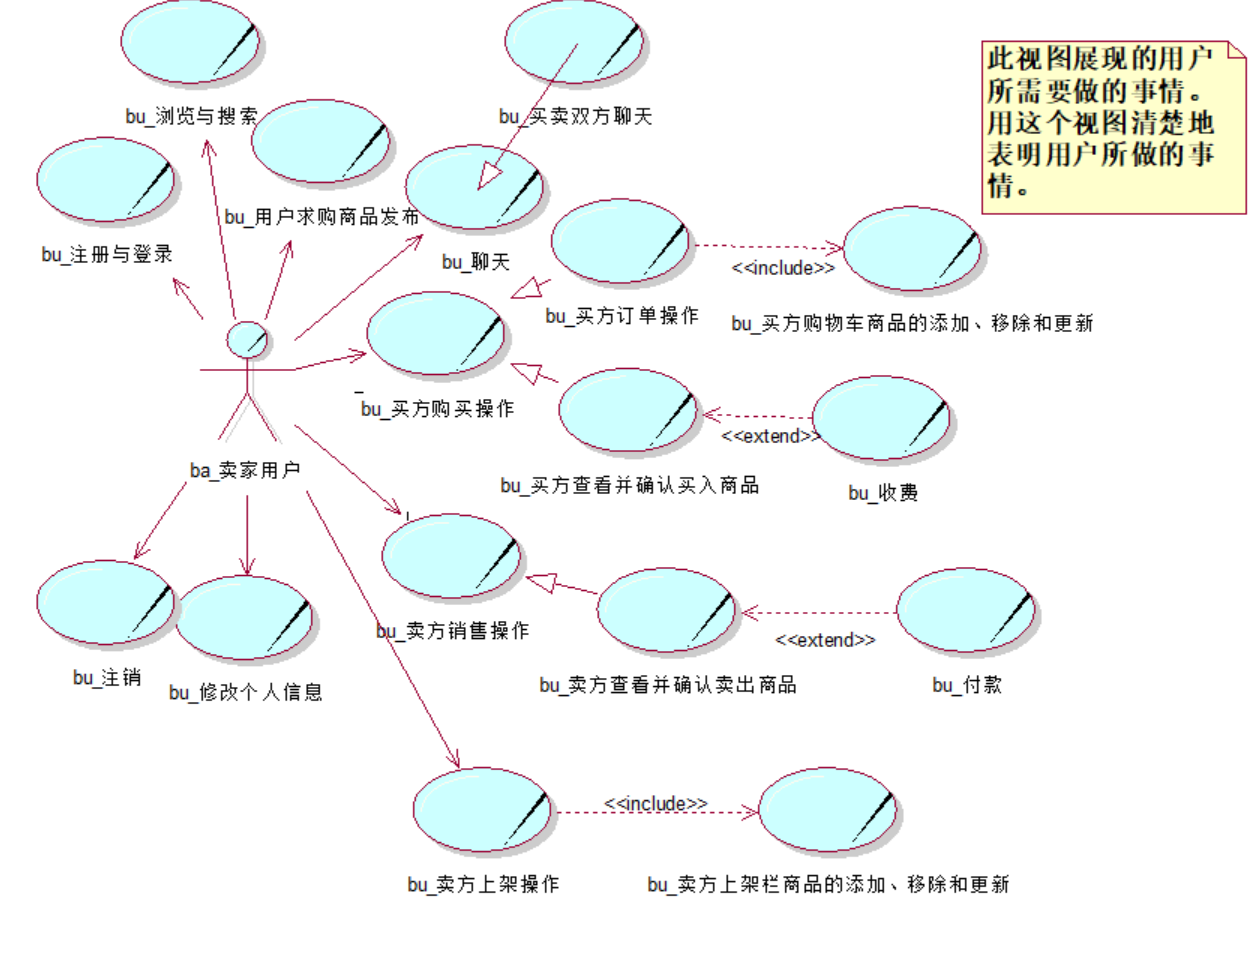 此视图展现的用户
所需要做的事情。
用这个视图清楚地
表明用户所做的事
情。
bu_浏览与搜索
bu_买卖双方聊天
bu_用户求购商品发布
bu_注册与登录
bu_聊天
<<include>>
bu_买方订单操作
bu_买方购物车商品的添加、移除和更新
bu_买方购买操作
<<extend>>
ba_卖家用户
bu_买方查看并确认买入商品
bu_收费
bu_卖方销售操作
<<extend>>
bu_注销
bu_修改个人信息
bu_卖方查看并确认卖出商品
bu_付款
<<include>>
bu_卖方上架操作
bu_卖方上架栏商品的添加、移除和更新